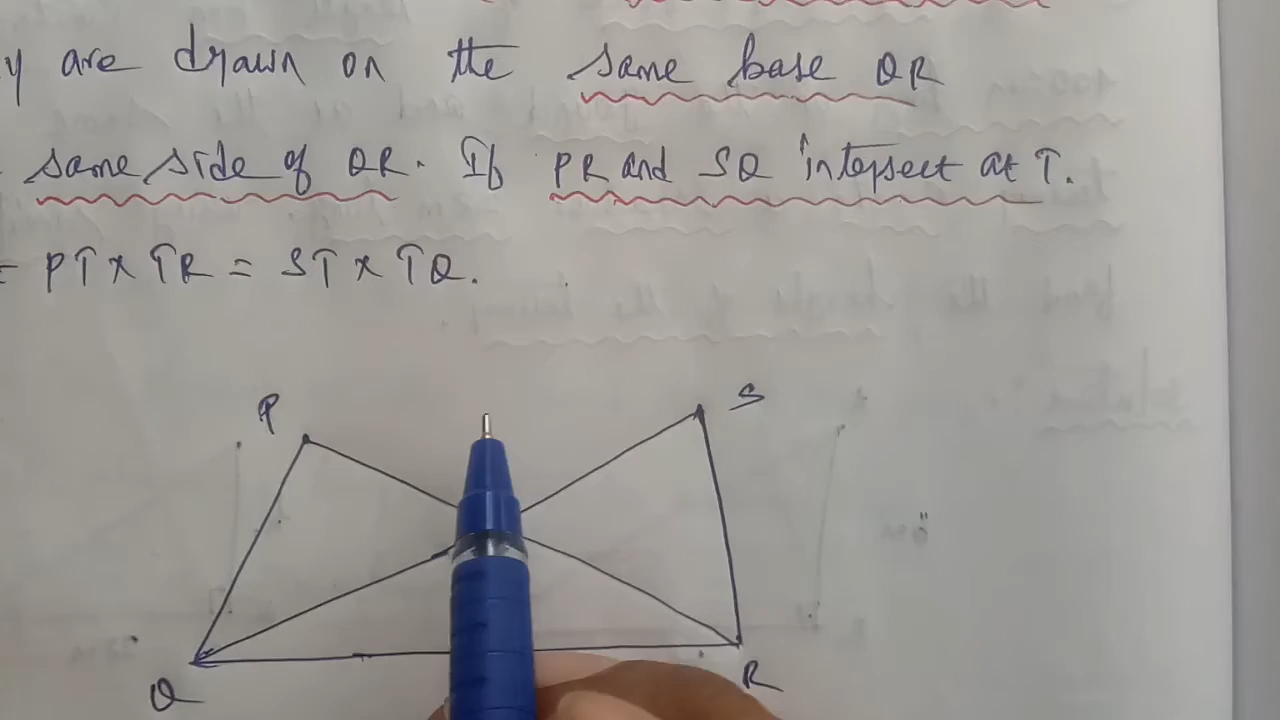 y are drawn on the same base QR
same side of QR. If PR and SQ intersect at T.
= PT x TR = ST x TQ.
P
S
Q
R